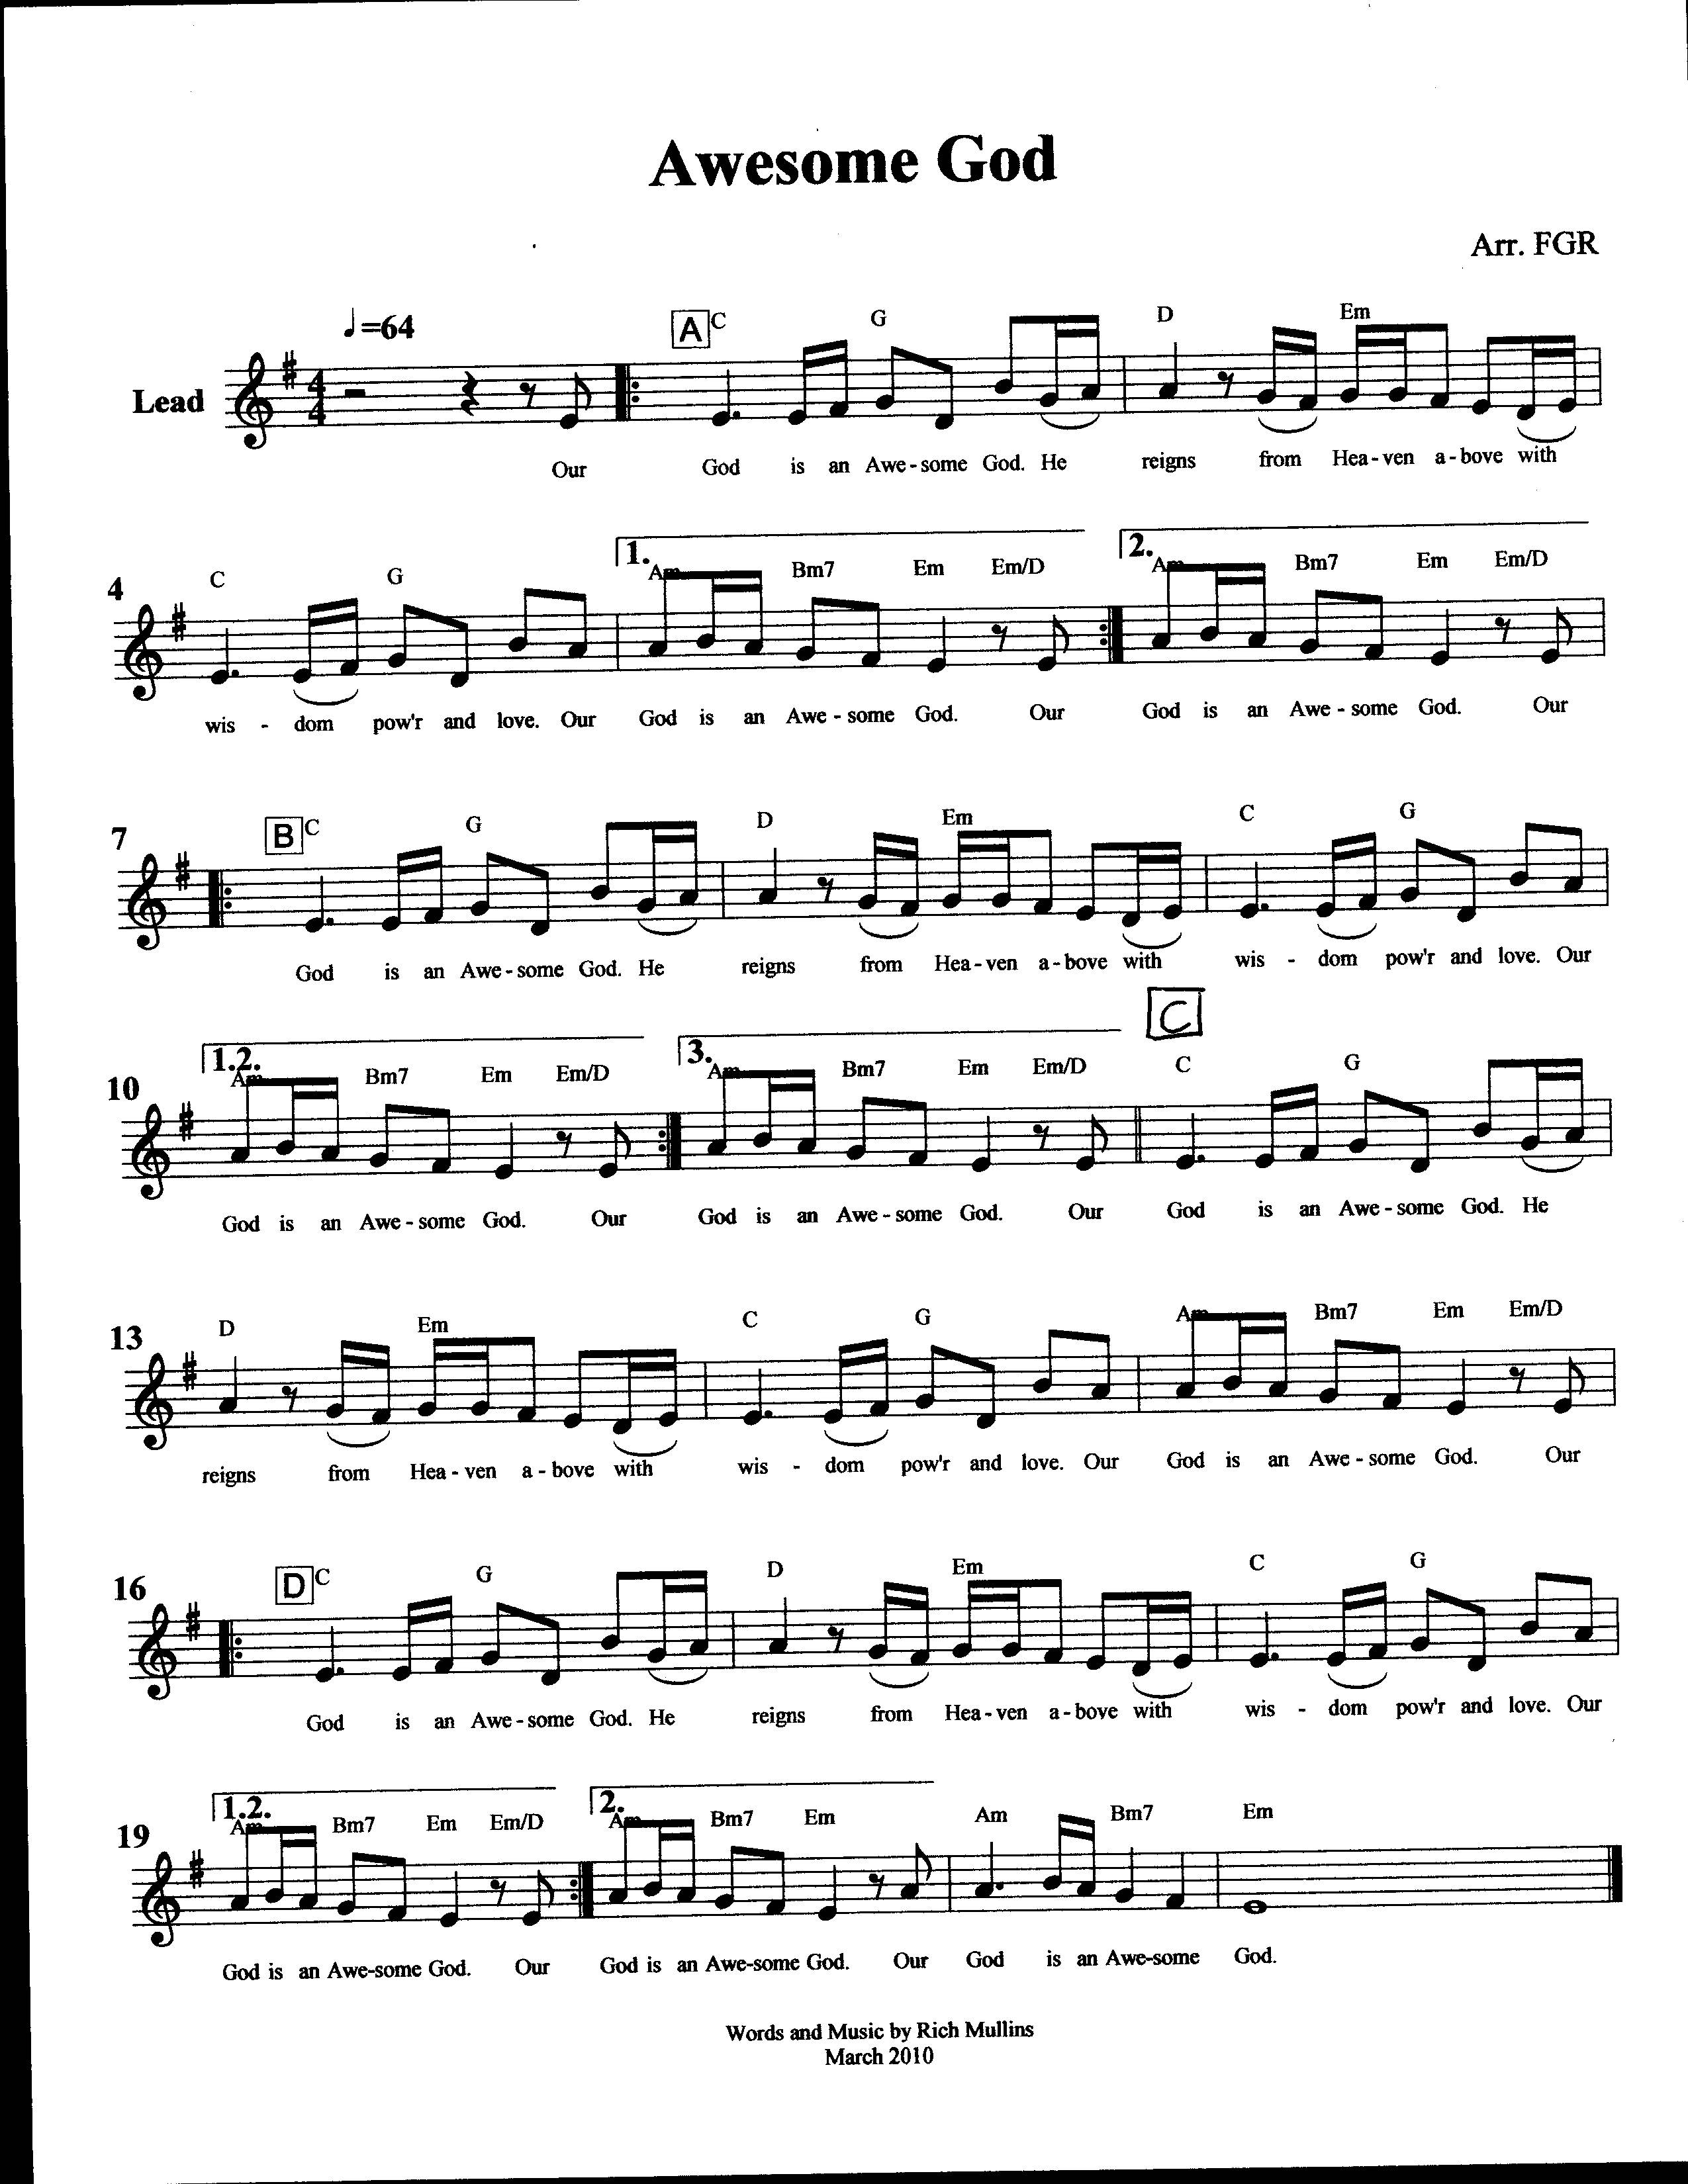 Awesome God
Arr. FGR
♩=64
A C G D Em
Lead
4
4
Our God is an Awe - some God. He reigns from Hea - ven a - bove with
1. 2.
4 C G Am Bm7 Em Em/D Am Bm7 Em Em/D
wis - dom pow'r and love. Our God is an Awe - some God. Our God is an Awe - some God. Our
7 B C G D Em C G
God is an Awe - some God. He reigns from Hea - ven a - bove with wis - dom pow'r and love. Our
C
1.2. 3.
10 Am Bm7 Em Em/D Am Bm7 Em Em/D C G
God is an Awe - some God. Our God is an Awe - some God. Our God is an Awe - some God. He
13 D Em C G Am Bm7 Em Em/D
reigns from Hea - ven a - bove with wis - dom pow'r and love. Our God is an Awe - some God. Our
16 D C G D Em C G
God is an Awe - some God. He reigns from Hea - ven a - bove with wis - dom pow'r and love. Our
1.2. 2.
19 Am Bm7 Em Em/D Am Bm7 Em Am Bm7 Em
God is an Awe-some God. Our God is an Awe-some God. Our God is an Awe-some God.
Words and Music by Rich Mullins
March 2010